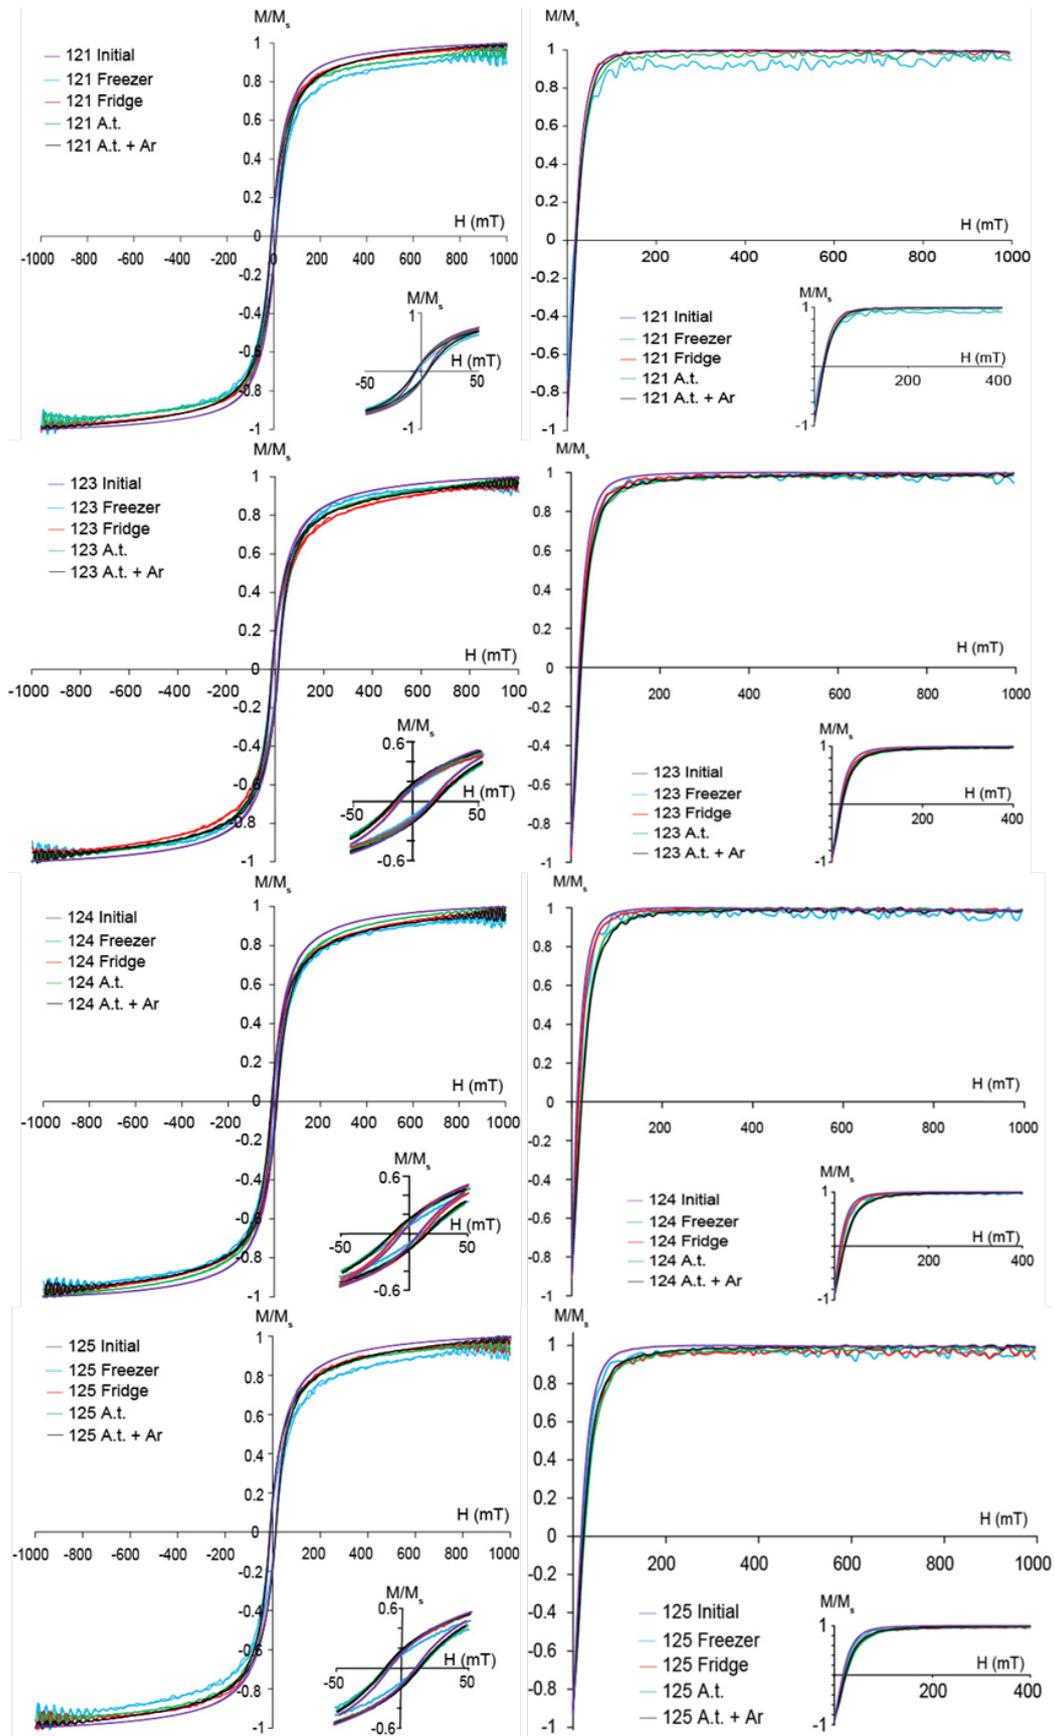 M/Ms
1
121 Initial
121 Freezer
121 Fridge
121 A.t.
121 A.t. + Ar
0.8
0.6
0.4
0.2
H (mT)
0
-1000 -800 -600 -400 -200 0 200 400 600 800 1000
-0.2
-0.4
-0.6
-0.8
-1
M/Ms
1
H (mT)
-50 50
-1
M/Ms
1
0.8
0.6
0.4
0.2
H (mT)
0
200 400 600 800 1000
-0.2
-0.4
-0.6
-0.8
-1
121 Initial
121 Freezer
121 Fridge
121 A.t.
121 A.t. + Ar
M/Ms
1
H (mT)
200 400
-1
M/Ms
1
123 Initial
123 Freezer
123 Fridge
123 A.t.
123 A.t. + Ar
0.8
0.6
0.4
0.2
H (mT)
0
-1000 -800 -600 -400 -200 200 400 600 800 100
-0.2
-0.4
-0.6
-0.8
-1
M/Ms
0.6
H (mT)
-50 50
-0.6
M/Ms
1
0.8
0.6
0.4
0.2
H (mT)
0
200 400 600 800 1000
-0.2
-0.4
-0.6
-0.8
-1
123 Initial
123 Freezer
123 Fridge
123 A.t.
123 A.t. + Ar
M/Ms
1
H (mT)
200 400
-1
M/Ms
1
124 Initial
124 Freezer
124 Fridge
124 A.t.
124 A.t. + Ar
0.8
0.6
0.4
0.2
H (mT)
0
-1000 -800 -600 -400 -200 200 400 600 800 1000
-0.2
-0.4
-0.6
-0.8
-1
M/Ms
0.6
H (mT)
-50 50
-0.6
M/Ms
1
0.8
0.6
0.4
0.2
H (mT)
0
200 400 600 800 1000
-0.2
-0.4
-0.6
-0.8
-1
124 Initial
124 Freezer
124 Fridge
124 A.t.
124 A.t. + Ar
M/Ms
1
H (mT)
200 400
-1
M/Ms
1
125 Initial
125 Freezer
125 Fridge
125 A.t.
125 A.t. + Ar
0.8
0.6
0.4
0.2
H (mT)
0
-1000 -800 -600 -400 -200 200 400 600 800 1000
-0.2
-0.4
-0.6
-0.8
-1
M/Ms
0.6
H (mT)
-50 50
-0.6
M/Ms
1
0.8
0.6
0.4
0.2
H (mT)
0
200 400 600 800 1000
-0.2
-0.4
-0.6
-0.8
-1
125 Initial
125 Freezer
125 Fridge
125 A.t.
125 A.t. + Ar
M/Ms
1
H (mT)
200 400
-1